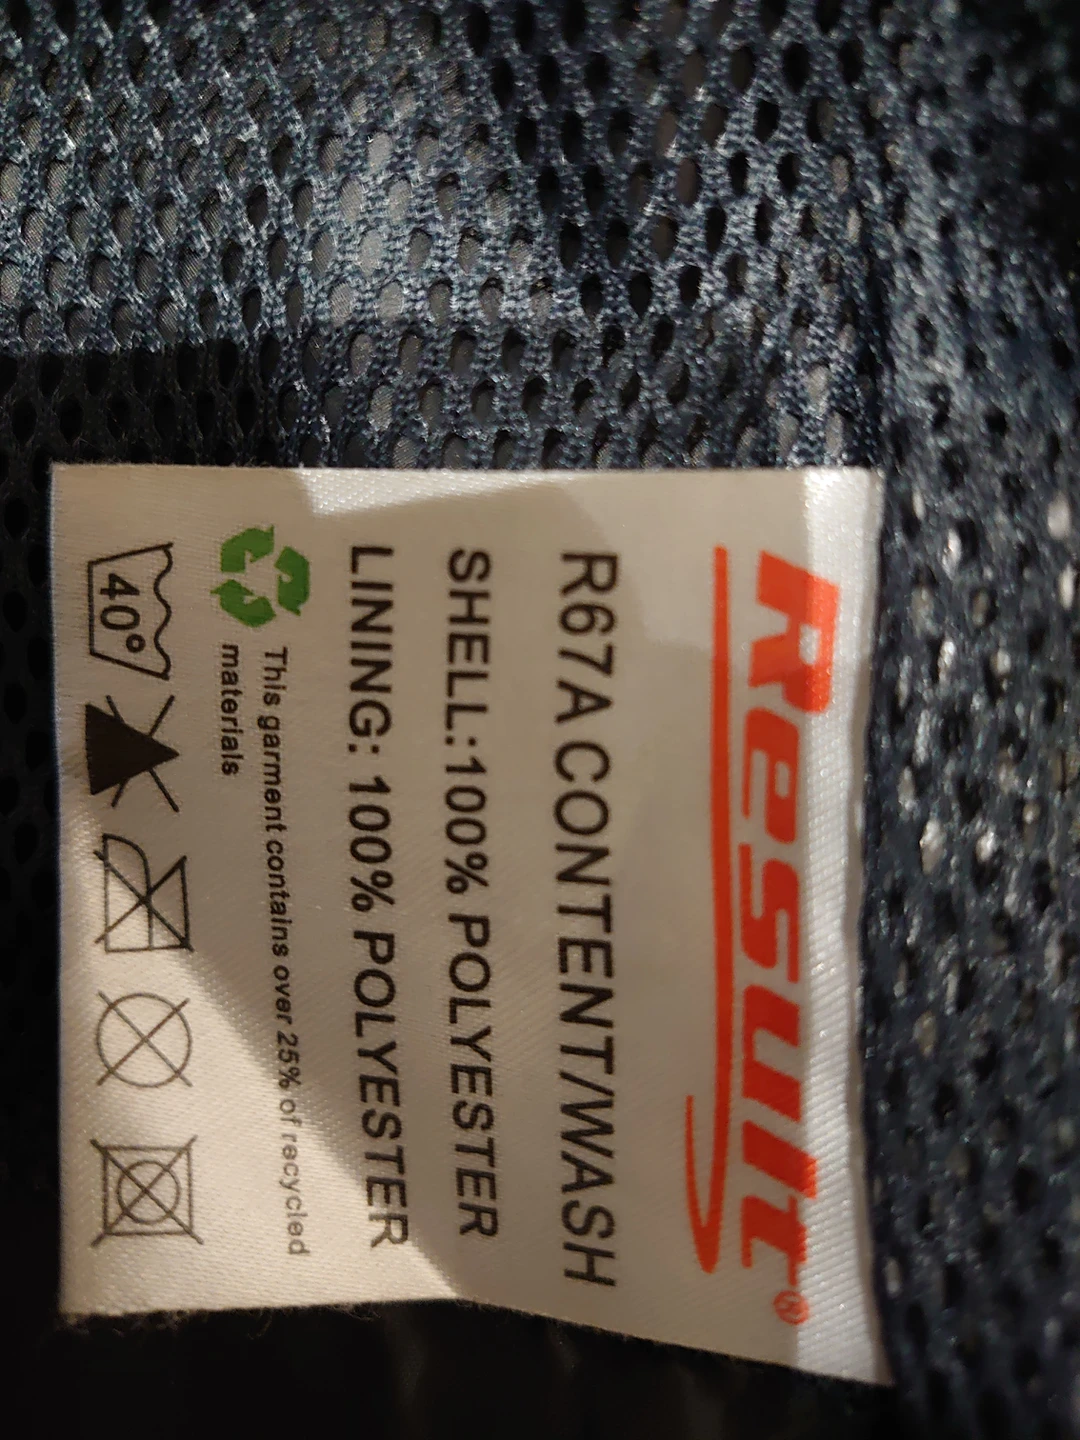 Result®
R67A CONTENT/WASH
SHELL:100% POLYESTER
LINING: 100% POLYESTER
This garment contains over 25% of recycled
materials
40°